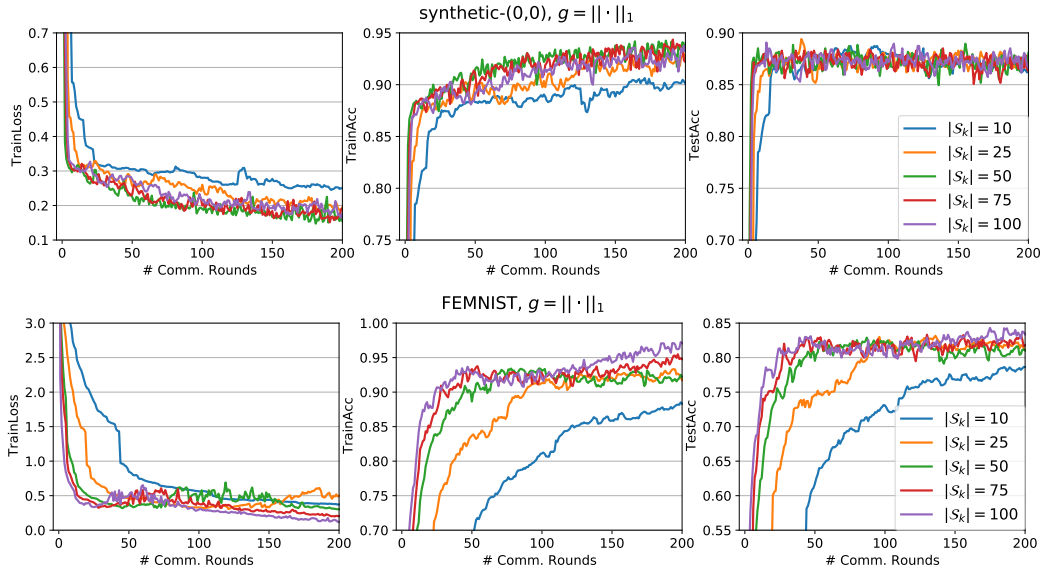 synthetic-(0,0), g = || · ||₁
0.7
0.6
0.5
0.4
0.3
0.2
0.1
TrainLoss
0 50 100 150 200
# Comm. Rounds
0.95
0.90
0.85
0.80
0.75
TrainAcc
0 50 100 150 200
# Comm. Rounds
0.90
0.85
0.80
0.75
0.70
TestAcc
0 50 100 150 200
# Comm. Rounds
|𝒮ₖ| = 10
|𝒮ₖ| = 25
|𝒮ₖ| = 50
|𝒮ₖ| = 75
|𝒮ₖ| = 100
FEMNIST, g = || · ||₁
3.0
2.5
2.0
1.5
1.0
0.5
0.0
TrainLoss
0 50 100 150 200
# Comm. Rounds
1.00
0.95
0.90
0.85
0.80
0.75
0.70
TrainAcc
0 50 100 150 200
# Comm. Rounds
0.85
0.80
0.75
0.70
0.65
0.60
0.55
TestAcc
0 50 100 150 200
# Comm. Rounds
|𝒮ₖ| = 10
|𝒮ₖ| = 25
|𝒮ₖ| = 50
|𝒮ₖ| = 75
|𝒮ₖ| = 100